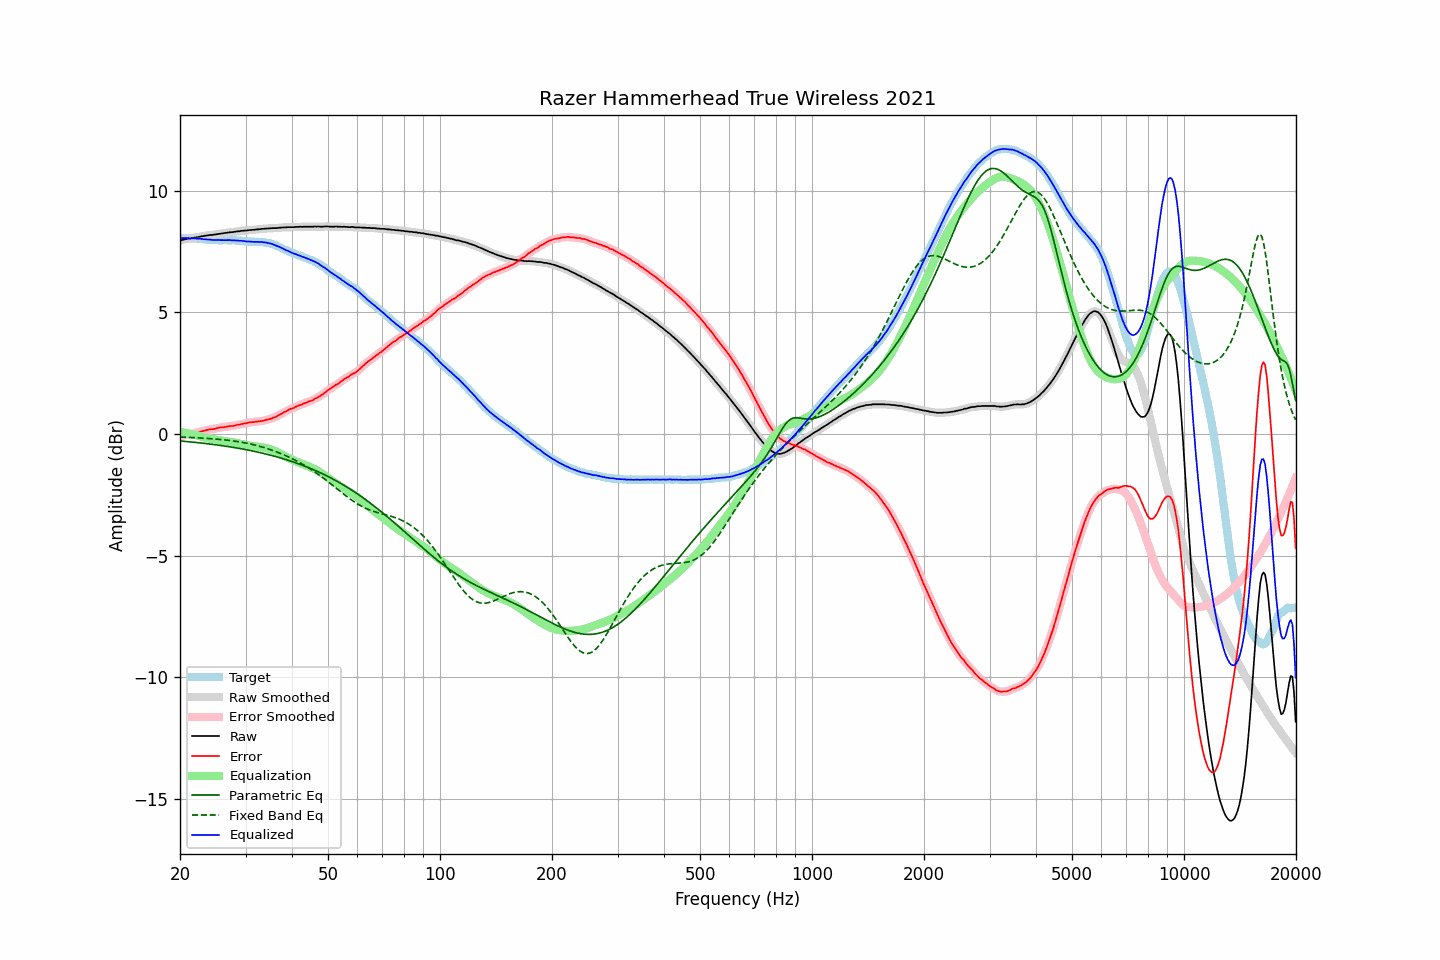 Razer Hammerhead True Wireless 2021
Amplitude (dBr)
10
5
0
−5
−10
−15
Target
Raw Smoothed
Error Smoothed
Raw
Error
Equalization
Parametric Eq
Fixed Band Eq
Equalized
20 50 100 200 500 1000 2000 5000 10000 20000
Frequency (Hz)